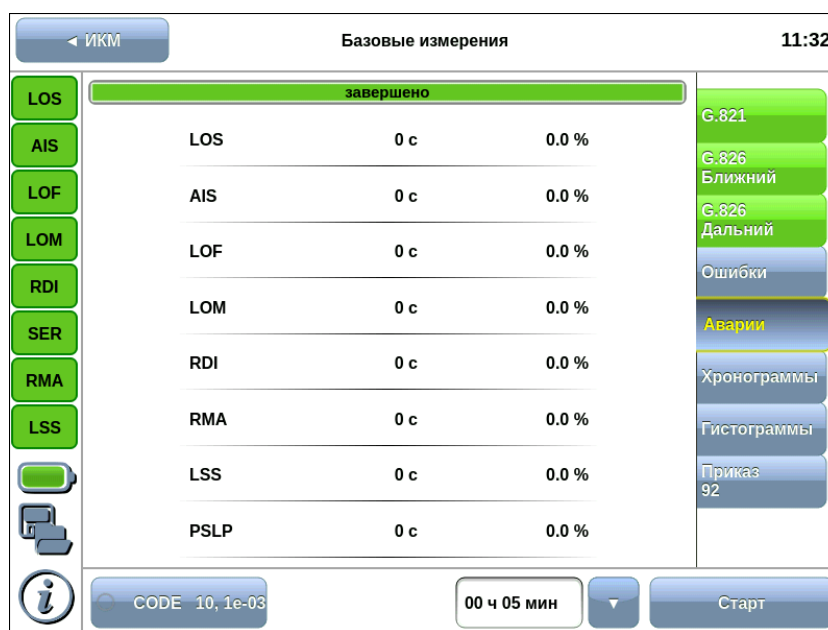 ◄ ИКМ
Базовые измерения
11:32
LOS
AIS
LOF
LOM
RDI
SER
RMA
LSS
завершено
LOS 0 с 0.0 %
AIS 0 с 0.0 %
LOF 0 с 0.0 %
LOM 0 с 0.0 %
RDI 0 с 0.0 %
RMA 0 с 0.0 %
LSS 0 с 0.0 %
PSLP 0 с 0.0 %
G.821
G.826
Ближний
G.826
Дальний
Ошибки
Аварии
Хронограммы
Гистограммы
Приказ
92
i
CODE 10, 1e-03
00 ч 05 мин
▼
Старт